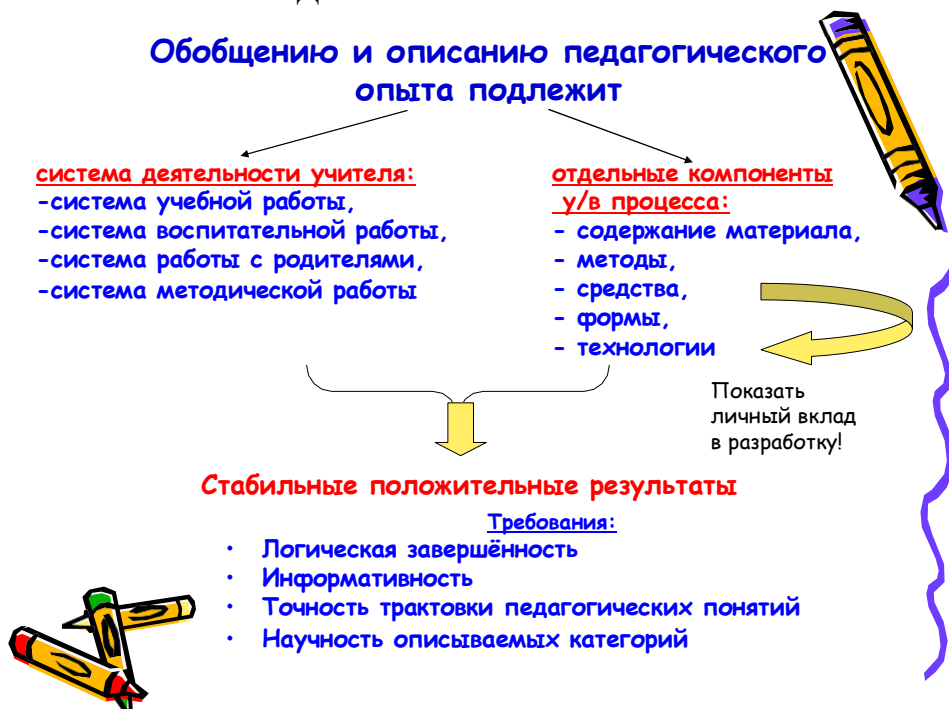 Обобщению и описанию педагогического
опыта подлежит
система деятельности учителя:
-система учебной работы,
-система воспитательной работы,
-система работы с родителями,
-система методической работы
отдельные компоненты
у/в процесса:
- содержание материала,
- методы,
- средства,
- формы,
- технологии
Показать
личный вклад
в разработку!
Стабильные положительные результаты
Требования:
• Логическая завершённость
• Информативность
• Точность трактовки педагогических понятий
• Научность описываемых категорий